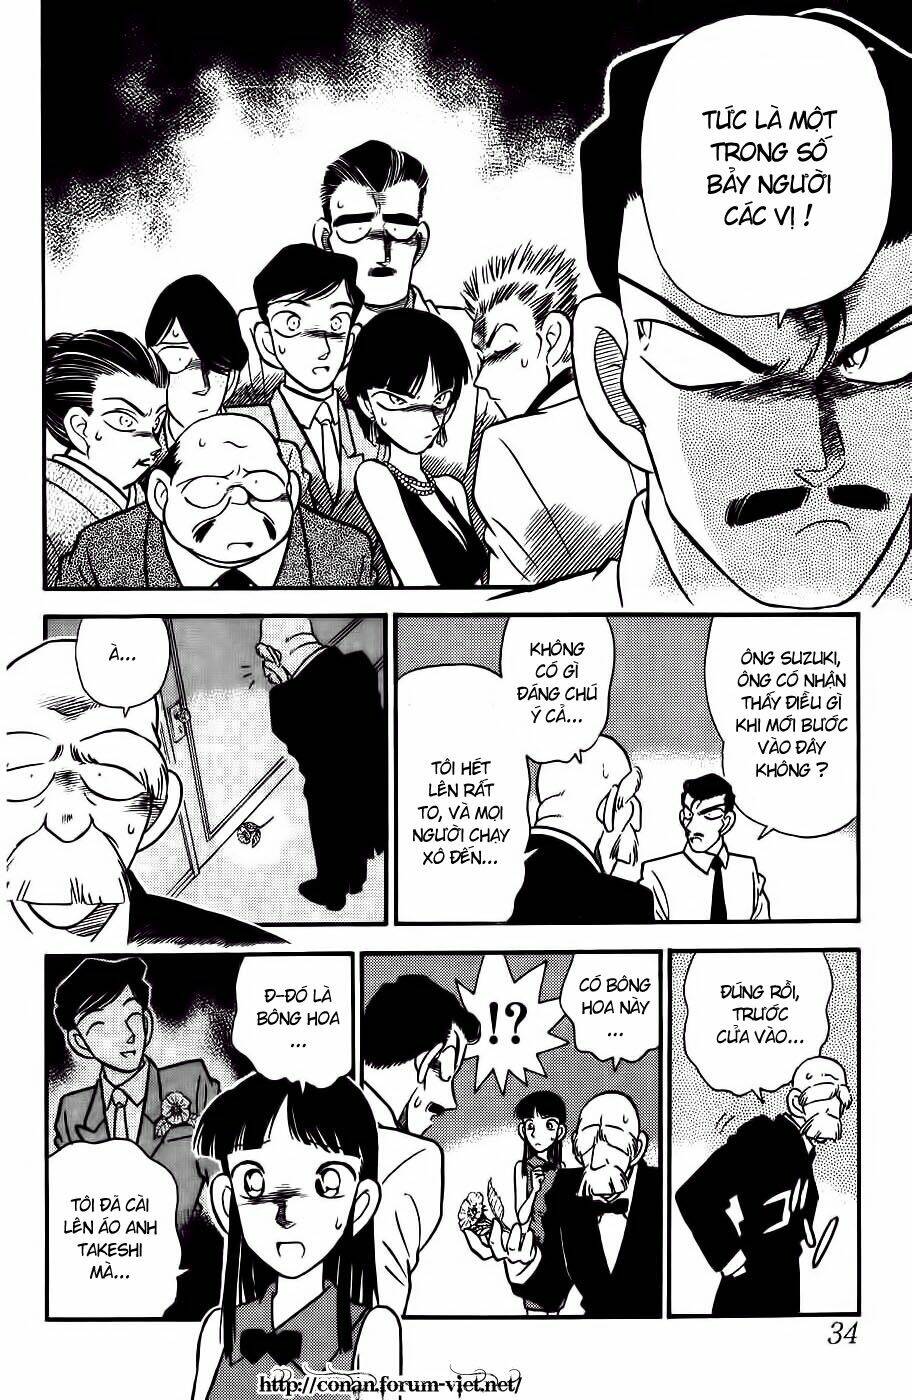 TỨC LÀ MỘT
TRONG SỐ
BẢY NGƯỜI
CÁC VỊ !
ÔNG SUZUKI,
ÔNG CÓ NHẬN
THẤY ĐIỀU GÌ
KHI MỚI BƯỚC
VÀO ĐÂY
KHÔNG ?
KHÔNG
CÓ GÌ
ĐÁNG CHÚ
Ý CẢ...
TÔI HÉT
LÊN RẤT
TO, VÀ MỌI
NGƯỜI CHẠY
XÔ ĐẾN...
À...
ĐÚNG RỒI,
TRƯỚC
CỬA VÀO...
CÓ BÔNG
HOA NÀY
...
!?
Đ-ĐÓ LÀ
BÔNG HOA
...
TÔI ĐÃ CÀI
LÊN ÁO ANH
TAKESHI
MÀ...
34
http://conan.forum-viet.net/